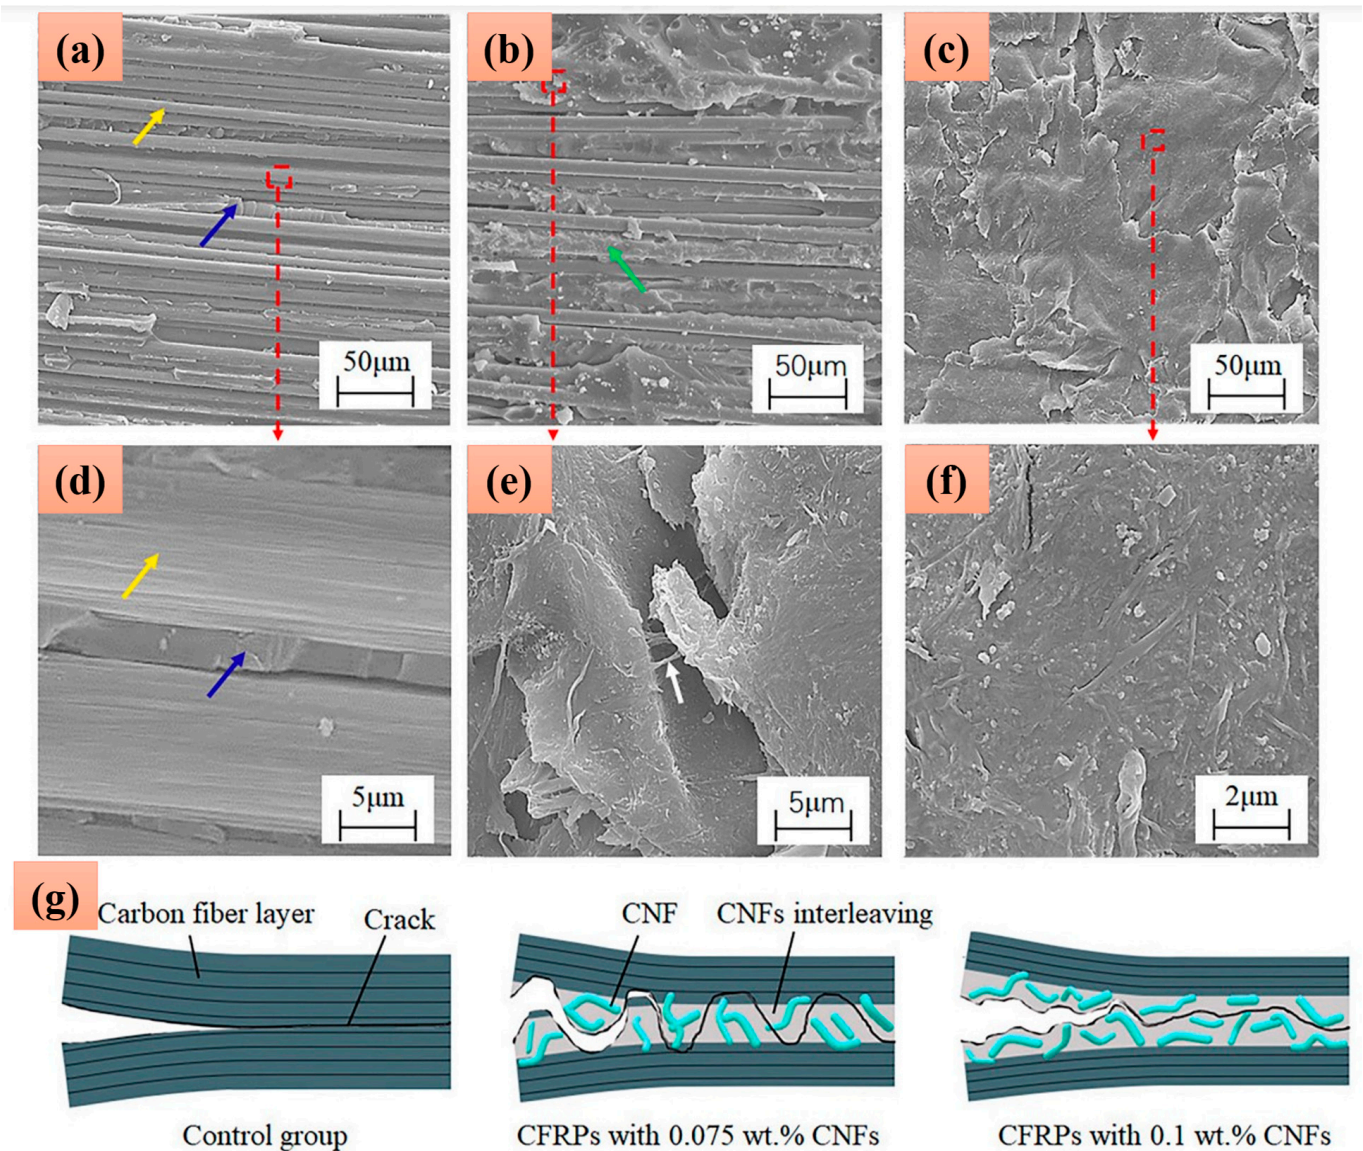 (a)
(b)
(c)
50μm
50μm
50μm
(d)
(e)
(f)
5μm
5μm
2μm
(g)
Carbon fiber layer
Crack
CNF
CNFs interleaving
Control group
CFRPs with 0.075 wt.% CNFs
CFRPs with 0.1 wt.% CNFs